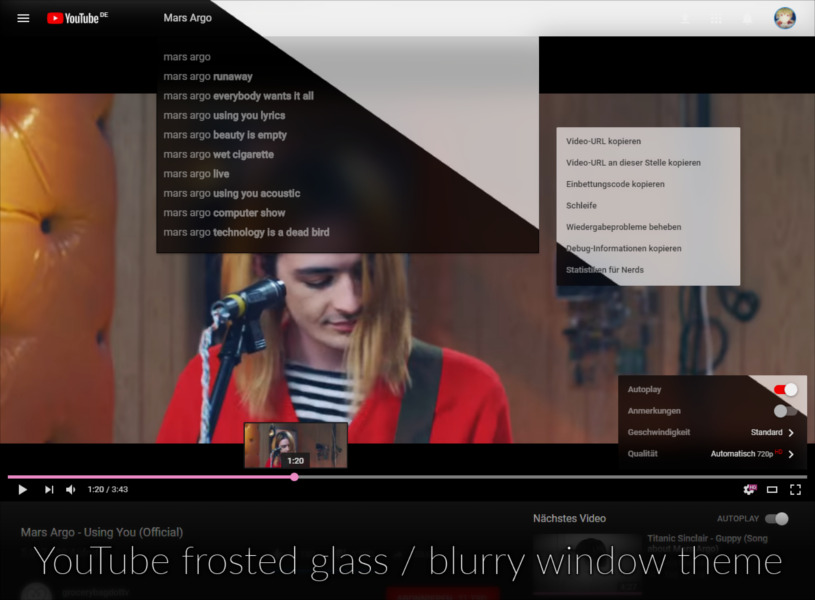 YouTube DE
Mars Argo
mars argo
mars argo runaway
mars argo everybody wants it all
mars argo using you lyrics
mars argo beauty is empty
mars argo wet cigarette
mars argo live
mars argo using you acoustic
mars argo computer show
mars argo technology is a dead bird
Video-URL kopieren
Video-URL an dieser Stelle kopieren
Einbettungscode kopieren
Schleife
Wiedergabeprobleme beheben
Debug-Informationen kopieren
Statistiken für Nerds
Autoplay
Anmerkungen
Geschwindigkeit Standard
Qualität Automatisch 720p HD
1:20
1:20 / 3:43
HD
Mars Argo - Using You (Official)
Nächstes Video AUTOPLAY
Titanic Sinclair - Guppy (Song
about Mars Argo)
YouTube frosted glass / blurry window theme